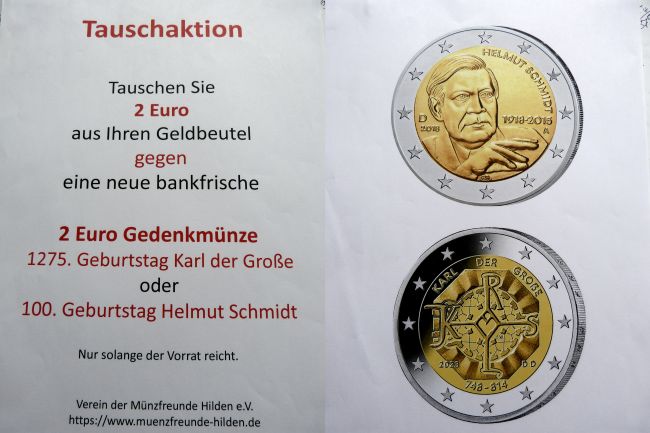 Tauschaktion
Tauschen Sie
2 Euro
aus Ihren Geldbeutel
gegen
eine neue bankfrische
2 Euro Gedenkmünze
1275. Geburtstag Karl der Große
oder
100. Geburtstag Helmut Schmidt
Nur solange der Vorrat reicht.
Verein der Münzfreunde Hilden e.V.
https://www.muenzfreunde-hilden.de
HELMUT SCHMIDT
D 1918-2015
2018 A
KARL DER GROẞE
K R L S
2023 D D
748-814